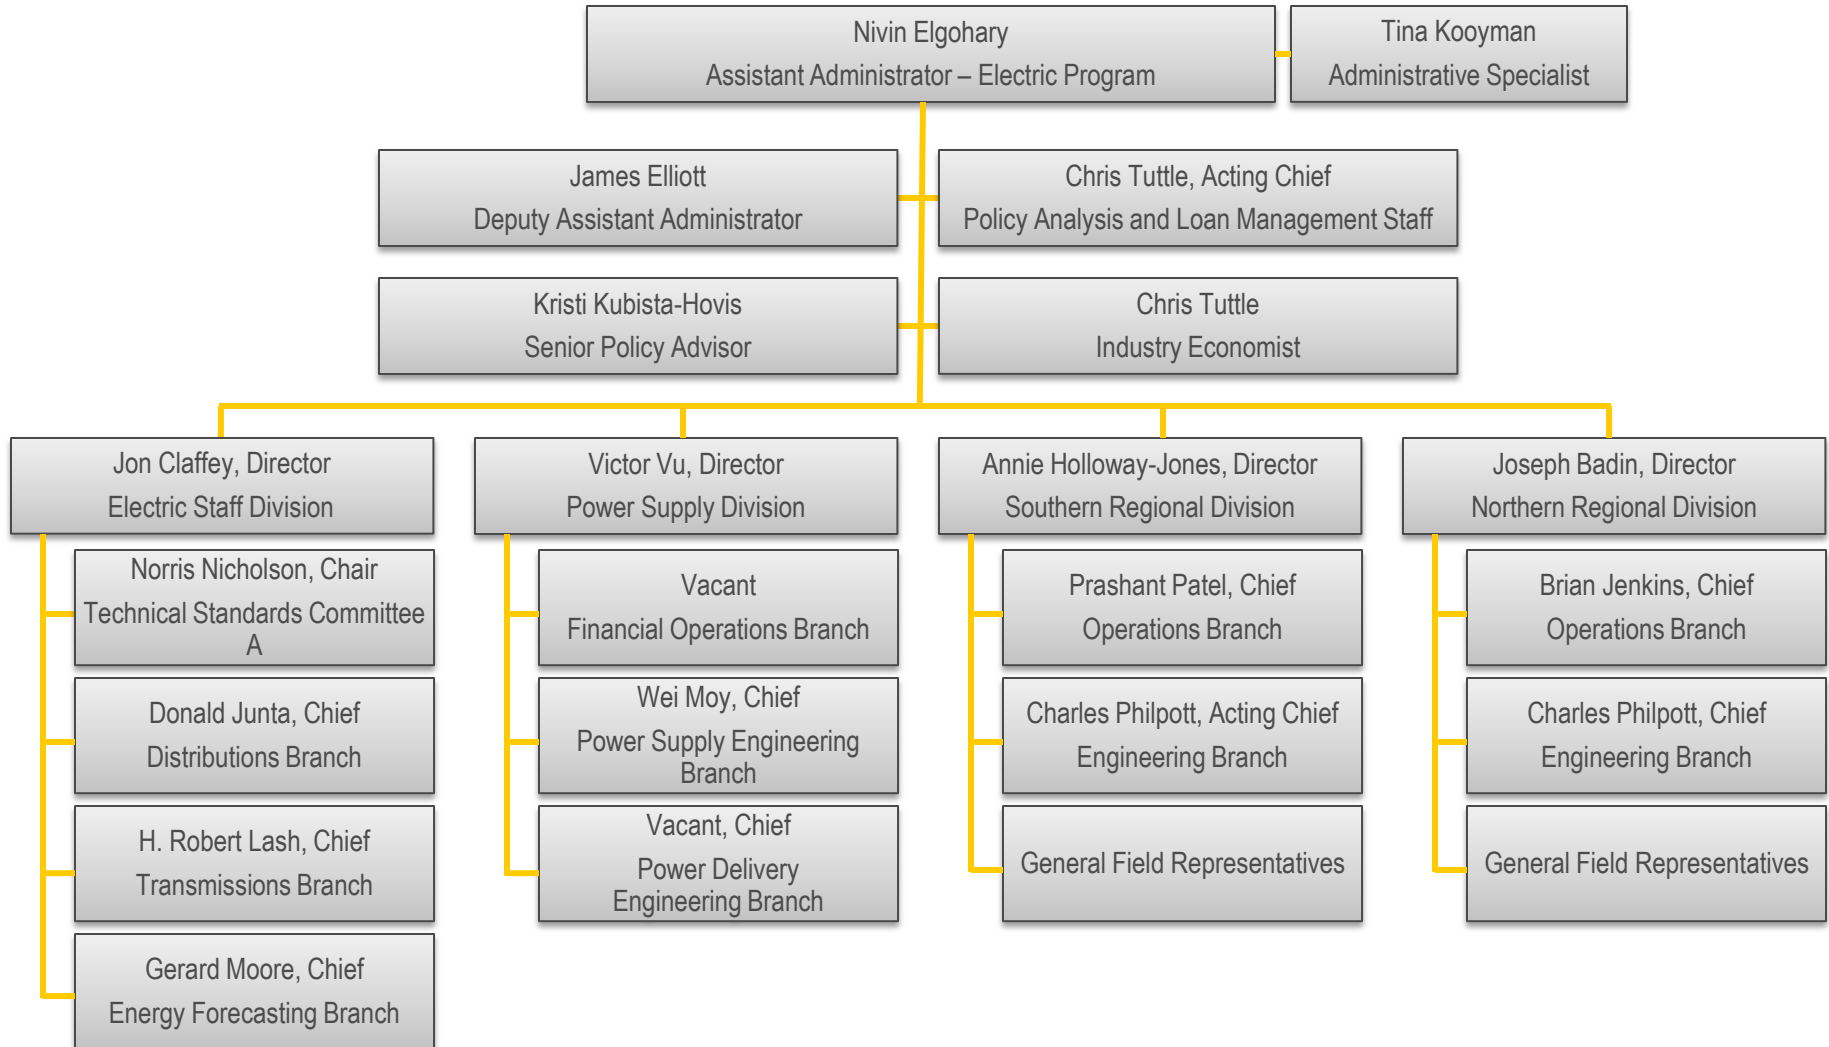 Nivin Elgohary
Assistant Administrator – Electric Program
Tina Kooyman
Administrative Specialist
James Elliott
Deputy Assistant Administrator
Chris Tuttle, Acting Chief
Policy Analysis and Loan Management Staff
Kristi Kubista-Hovis
Senior Policy Advisor
Chris Tuttle
Industry Economist
Jon Claffey, Director
Electric Staff Division
Norris Nicholson, Chair
Technical Standards Committee
A
Donald Junta, Chief
Distributions Branch
H. Robert Lash, Chief
Transmissions Branch
Gerard Moore, Chief
Energy Forecasting Branch
Victor Vu, Director
Power Supply Division
Vacant
Financial Operations Branch
Wei Moy, Chief
Power Supply Engineering
Branch
Vacant, Chief
Power Delivery
Engineering Branch
Annie Holloway-Jones, Director
Southern Regional Division
Prashant Patel, Chief
Operations Branch
Charles Philpott, Acting Chief
Engineering Branch
General Field Representatives
Joseph Badin, Director
Northern Regional Division
Brian Jenkins, Chief
Operations Branch
Charles Philpott, Chief
Engineering Branch
General Field Representatives